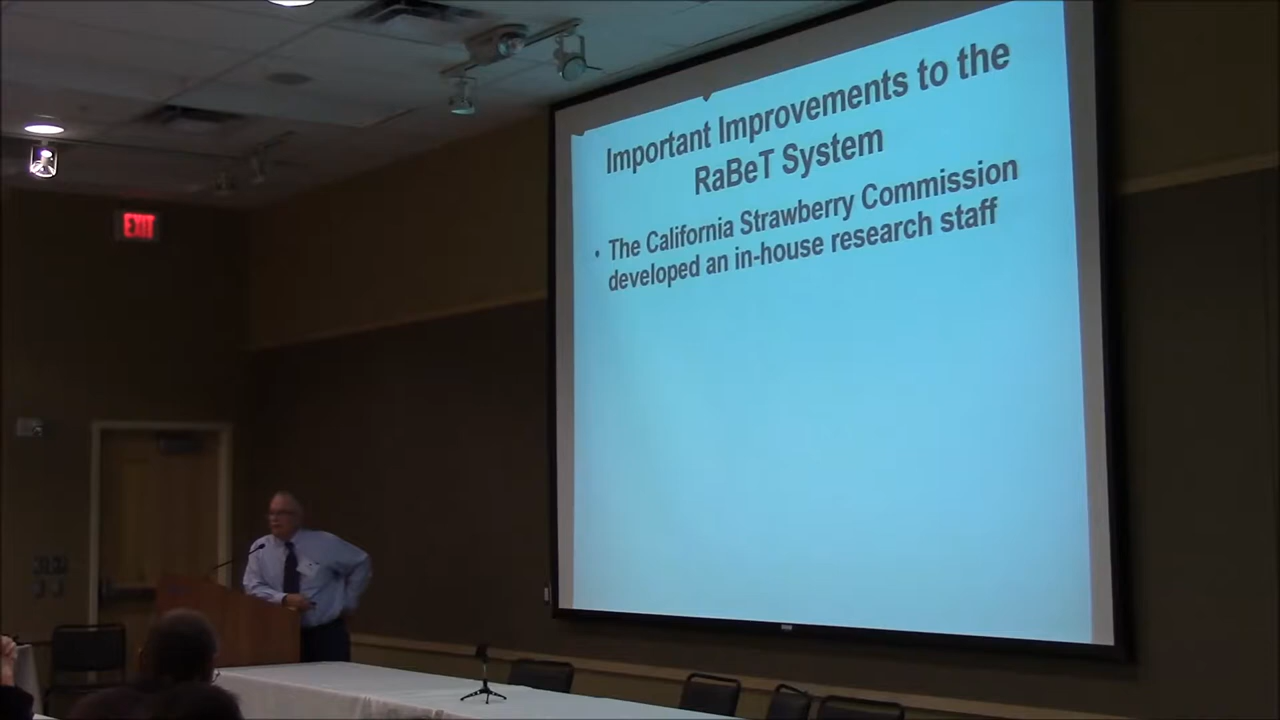 Important Improvements to the
RaBeT System
• The California Strawberry Commission
developed an in-house research staff
EXIT